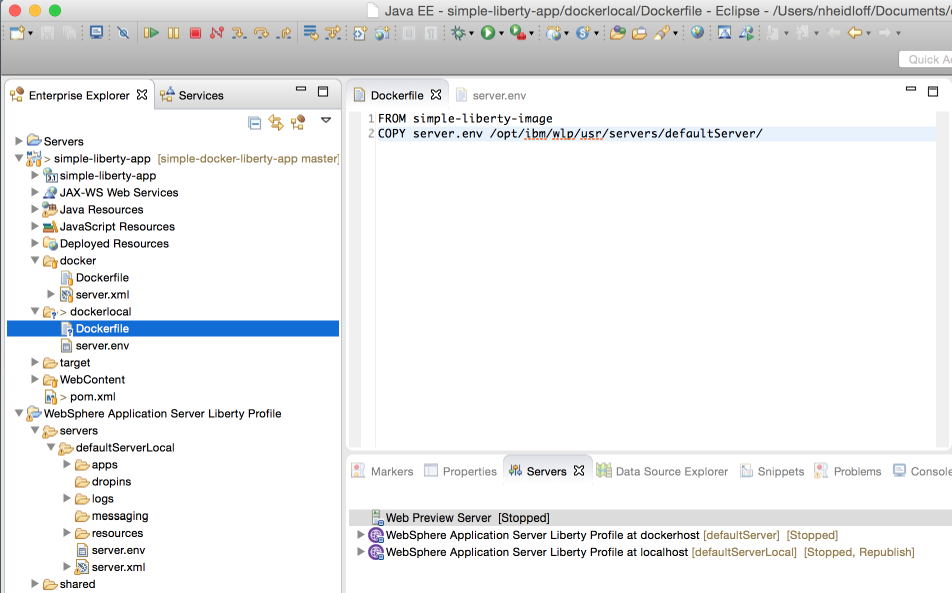 Java EE - simple-liberty-app/dockerlocal/Dockerfile - Eclipse - /Users/nheidloff/Documents/
Quick A
Enterprise Explorer
Services
Servers
> simple-liberty-app [simple-docker-liberty-app master]
simple-liberty-app
JAX-WS Web Services
Java Resources
JavaScript Resources
Deployed Resources
docker
Dockerfile
server.xml
> dockerlocal
Dockerfile
server.env
target
WebContent
> pom.xml
WebSphere Application Server Liberty Profile
servers
defaultServerLocal
apps
dropins
logs
messaging
resources
server.env
server.xml
shared
Dockerfile
server.env
1 FROM simple-liberty-image
2 COPY server.env /opt/ibm/wlp/usr/servers/defaultServer/
Markers
Properties
Servers
Data Source Explorer
Snippets
Problems
Console
Web Preview Server [Stopped]
WebSphere Application Server Liberty Profile at dockerhost [defaultServer] [Stopped]
WebSphere Application Server Liberty Profile at localhost [defaultServerLocal] [Stopped, Republish]